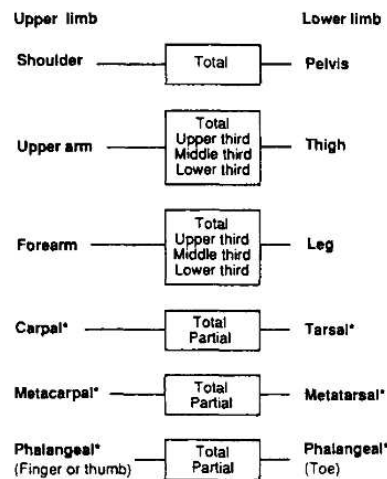 Upper limb Lower limb
Shoulder Total Pelvis
Total
Upper third
Upper arm Middle third Thigh
Lower third
Total
Upper third
Forearm Middle third Leg
Lower third
Carpal* Total Tarsal*
Partial
Metacarpal* Total Metatarsal*
Partial
Phalangeal* Total Phalangeal*
(Finger or thumb) Partial (Toe)